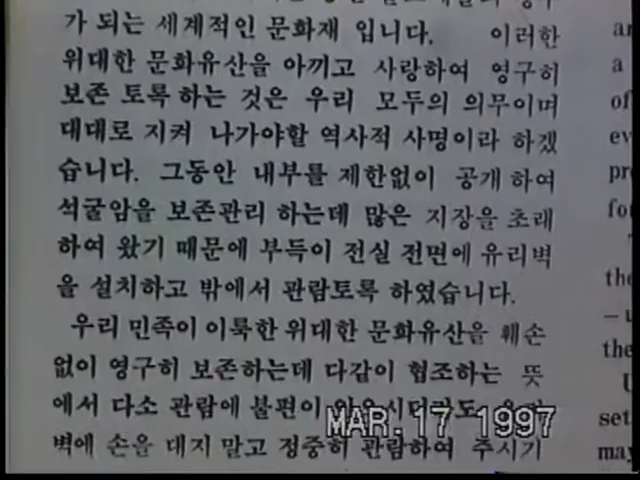 가 되는 세계적인 문화재 입니다. 이러한
위대한 문화유산을 아끼고 사랑하여 영구히
보존 토록 하는 것은 우리 모두의 의무이며
대대로 지켜 나가야할 역사적 사명이라 하겠
습니다. 그동안 내부를 제한없이 공개 하여
석굴암을 보존관리 하는데 많은 지장을 초래
하여 왔기 때문에 부득이 전실 전면에 유리벽
을 설치하고 밖에서 관람토록 하였습니다.
우리 민족이 이룩한 위대한 문화유산을 훼손
없이 영구히 보존하는데 다같이 협조하는 뜻
에서 다소 관람에 불편이
벽에 손을 대지 말고 정중히 관람하여 주시기
MAR. 17 1997
a
of
the
the
set
may